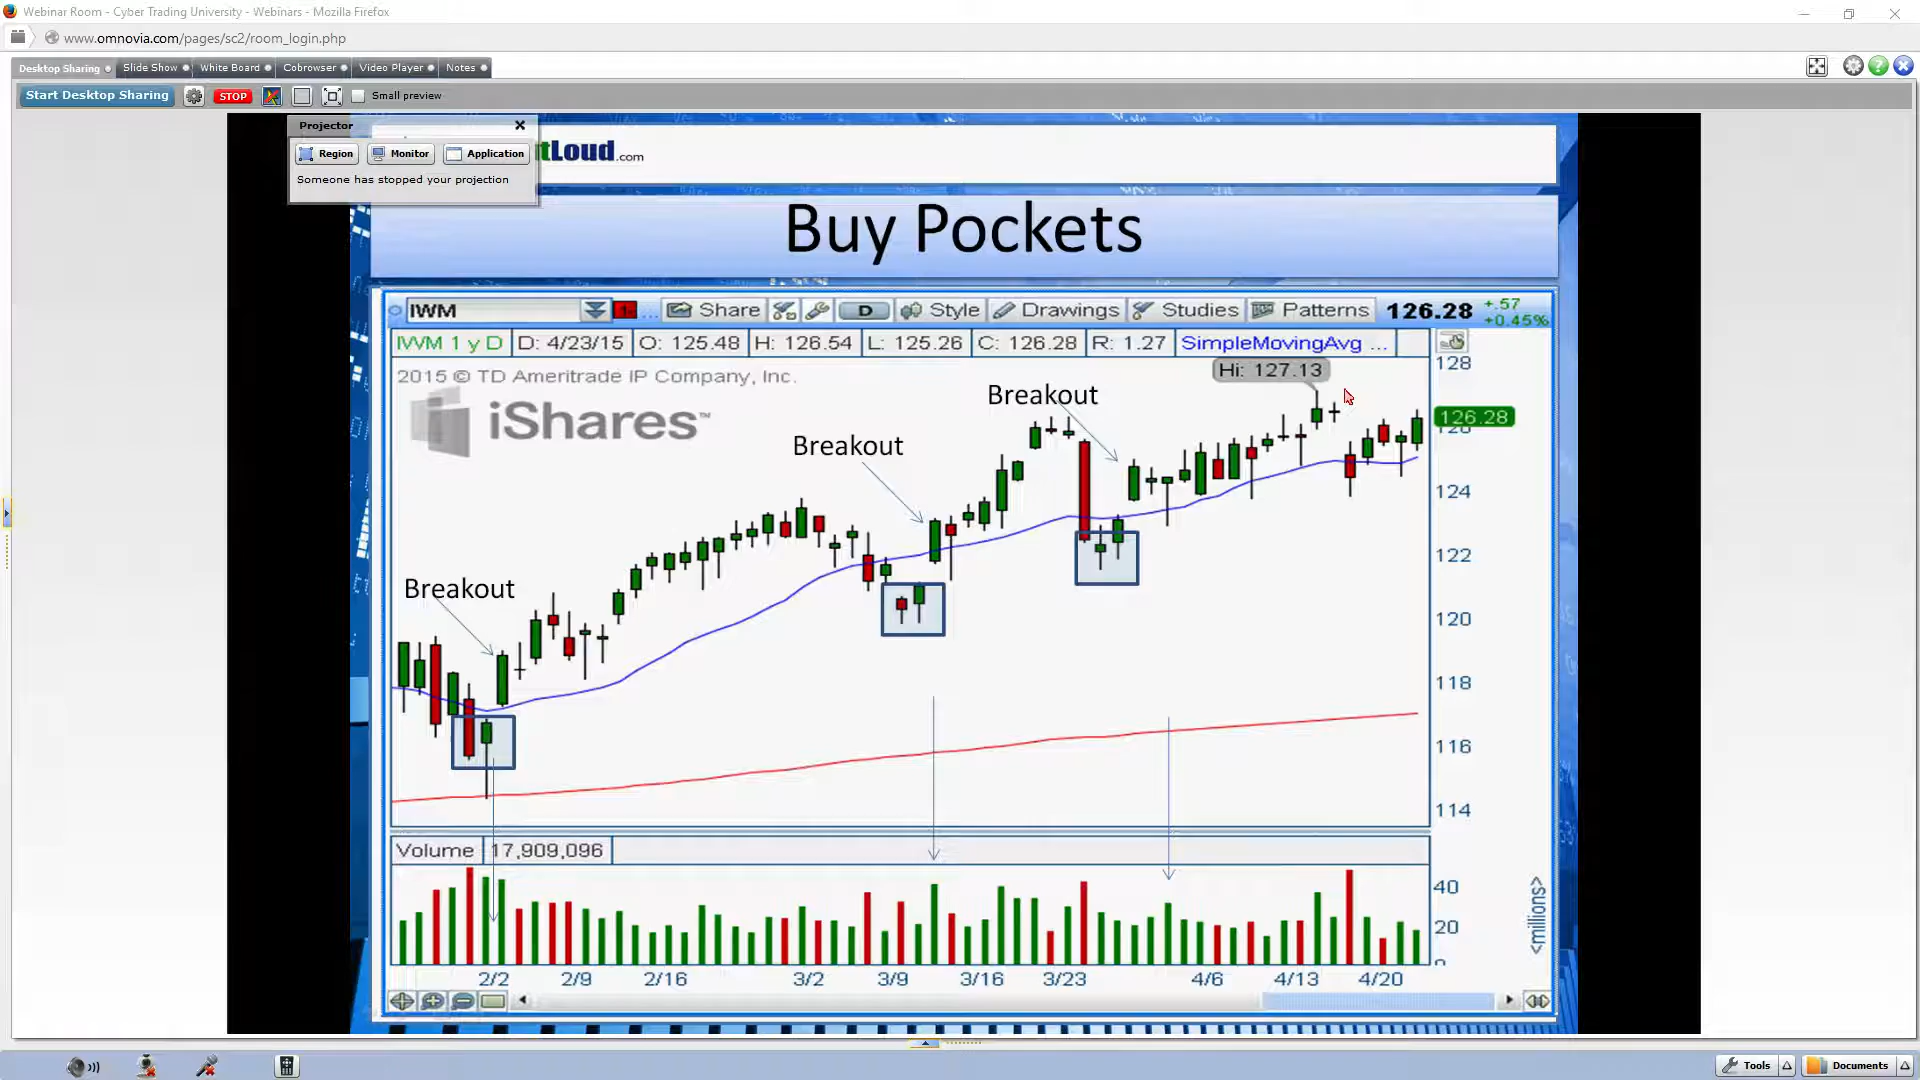 Webinar Room - Cyber Trading University - Webinars - Mozilla Firefox
www.omnovia.com/pages/sc2/room_login.php
Desktop Sharing Slide Show White Board Cobrowser Video Player Notes
Start Desktop Sharing STOP Small preview
Projector
Region Monitor Application
Someone has stopped your projection
tLoud.com
Buy Pockets
IWM Share D Style Drawings Studies Patterns 126.28 +.57
+0.45%
IWM 1 y D D: 4/23/15 O: 125.48 H: 126.54 L: 125.26 C: 126.28 R: 1.27 SimpleMovingAvg ...
2015 © TD Ameritrade IP Company, Inc.
iShares™
Hi: 127.13
Breakout
Breakout
Breakout
128
126.28
126
124
122
120
118
116
114
Volume 17,909,096
40
20
0
<millions>
2/2 2/9 2/16 3/2 3/9 3/16 3/23 4/6 4/13 4/20
Tools Documents